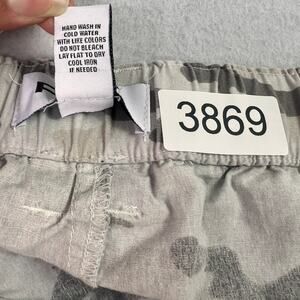 HAND WASH IN
COLD WATER
WITH LIKE COLORS
DO NOT BLEACH
LAY FLAT TO DRY
COOL IRON
IF NEEDED
3869